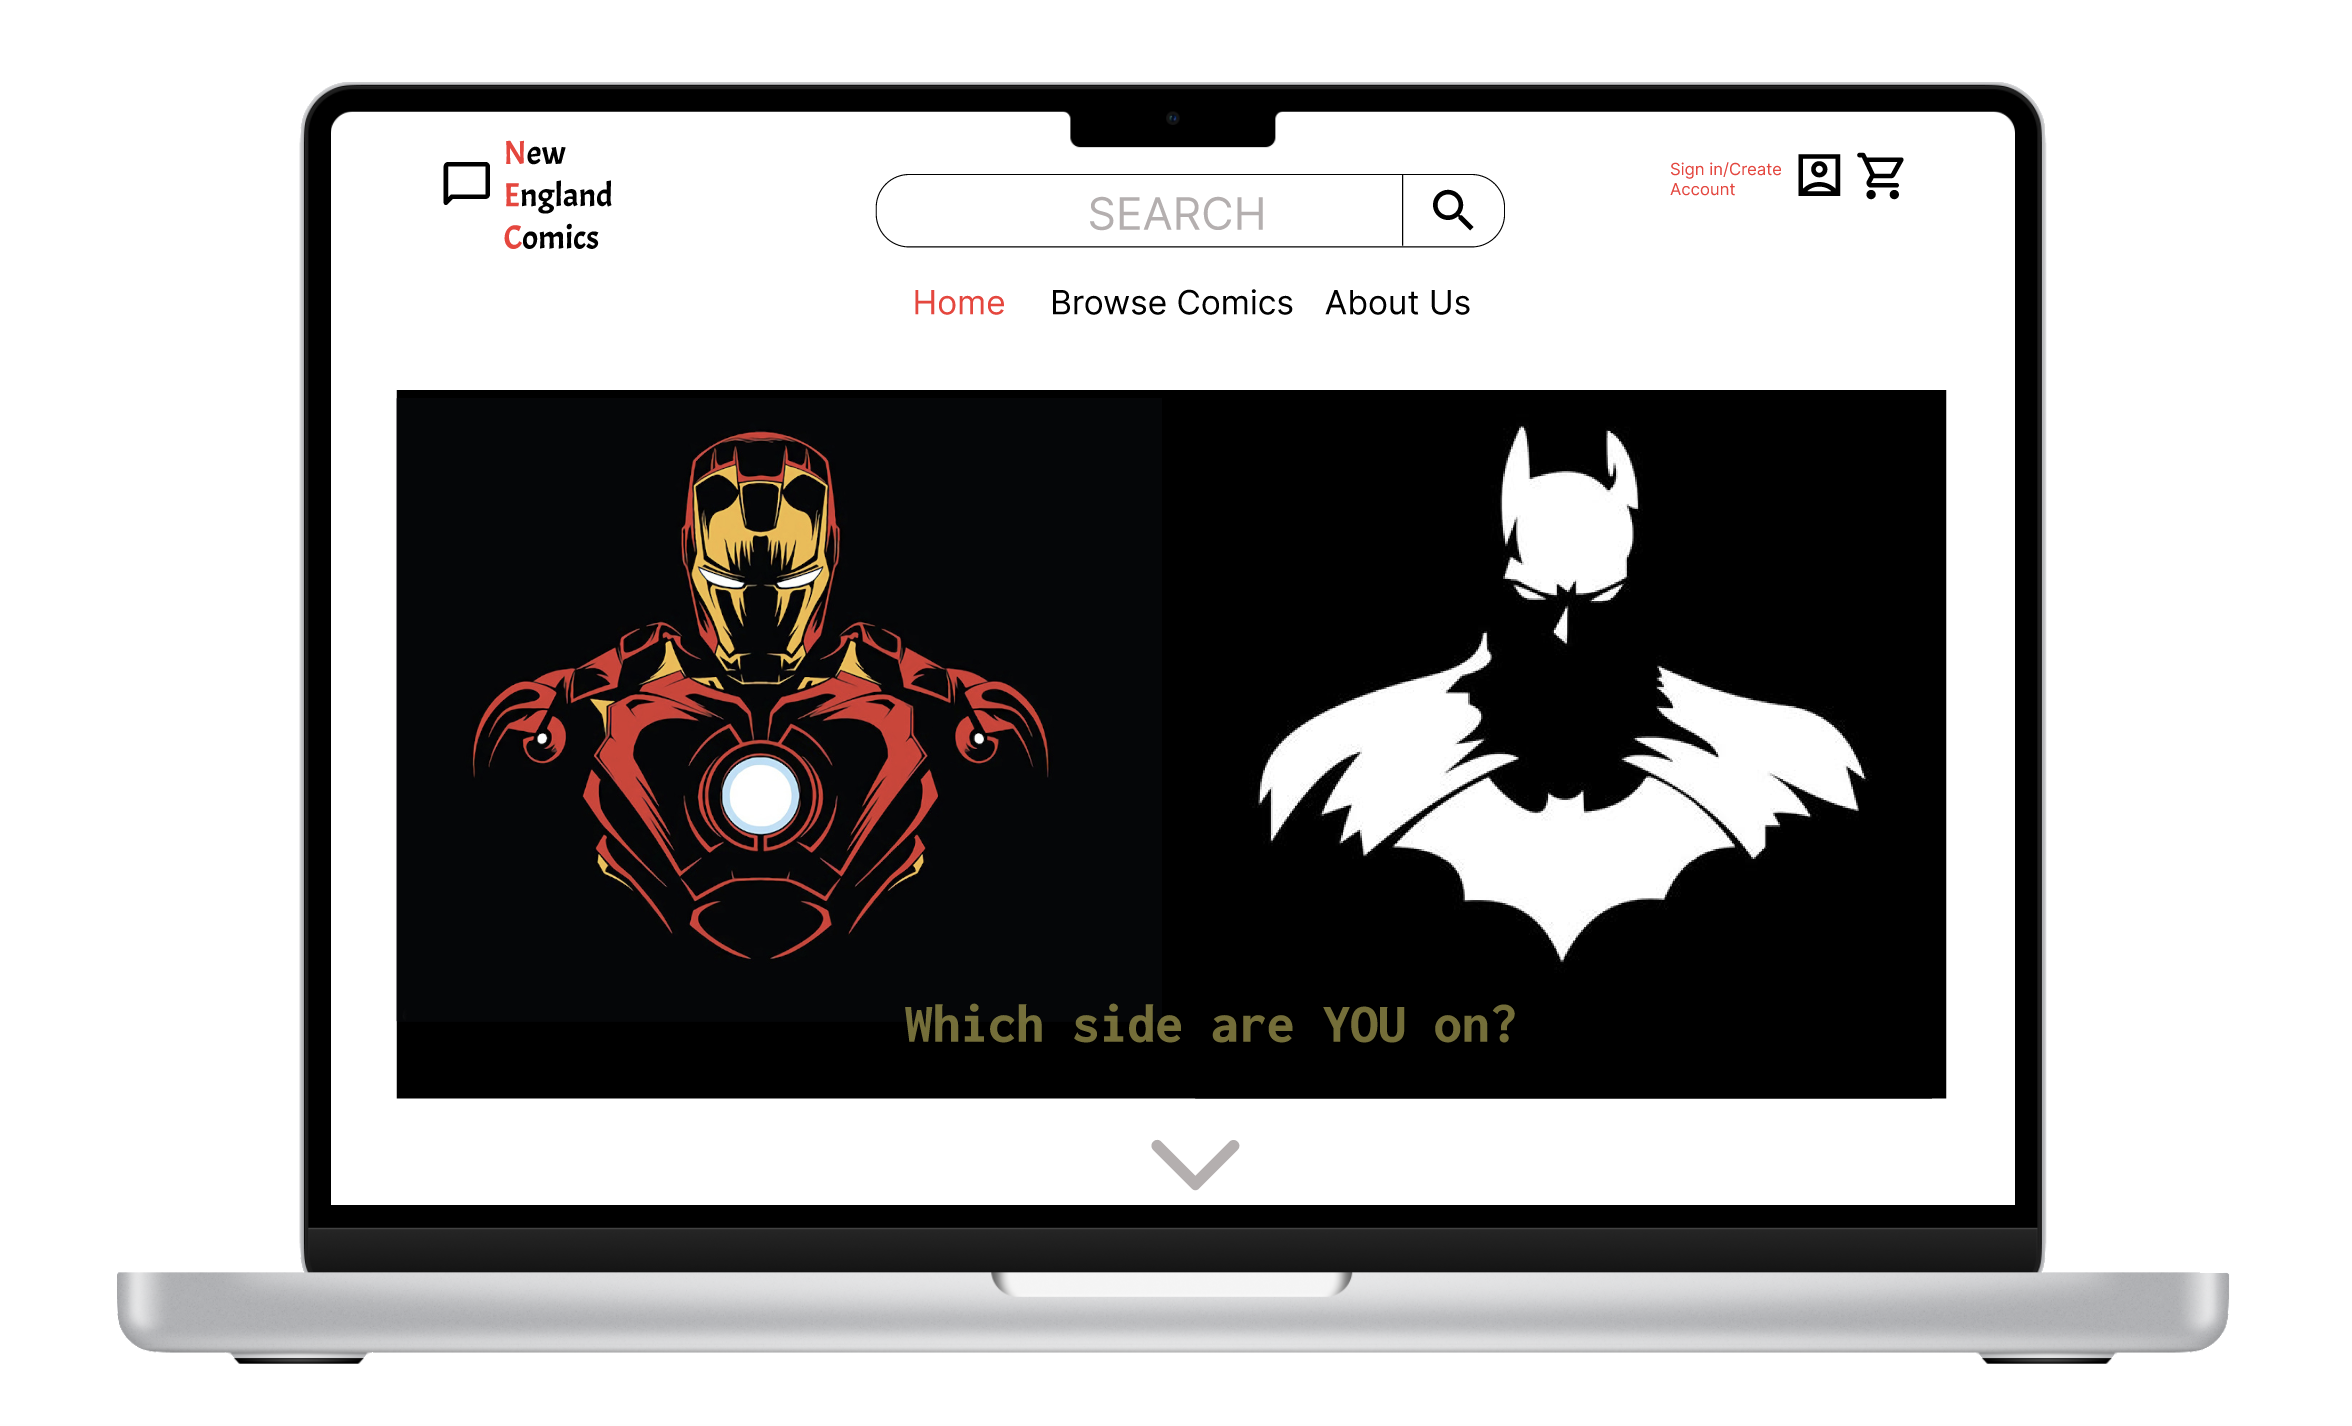 New
England
Comics
SEARCH
Sign in/Create
Account
Home Browse Comics About Us
Which side are YOU on?